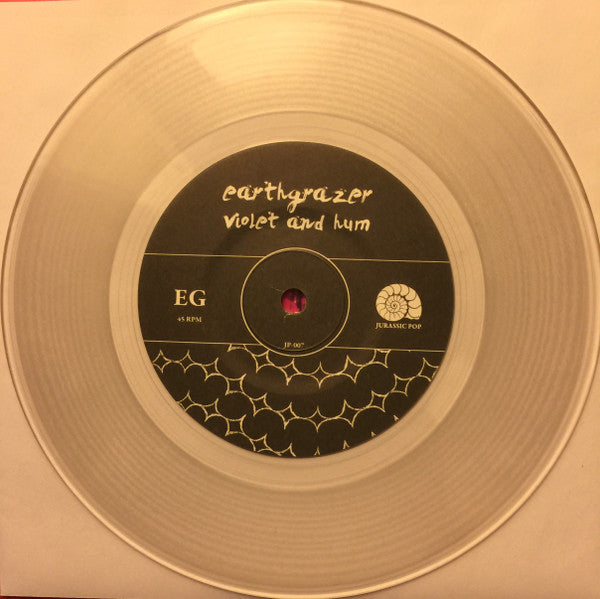 earthgrazer
violet and hum
EG
45 RPM
JURASSIC POP
JP-007